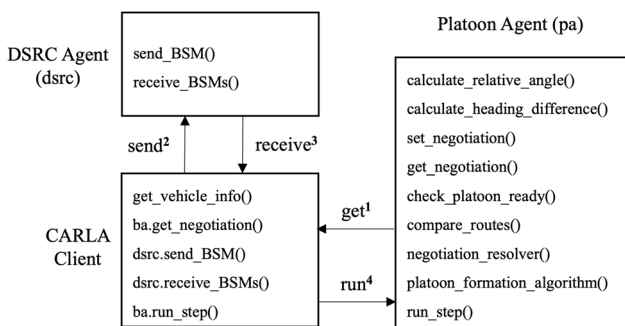 DSRC Agent
(dsrc)
send_BSM()
receive_BSMs()
send²
receive³
CARLA
Client
get_vehicle_info()
ba.get_negotiation()
dsrc.send_BSM()
dsrc.receive_BSMs()
ba.run_step()
get¹
run⁴
Platoon Agent (pa)
calculate_relative_angle()
calculate_heading_difference()
set_negotiation()
get_negotiation()
check_platoon_ready()
compare_routes()
negotiation_resolver()
platoon_formation_algorithm()
run_step()